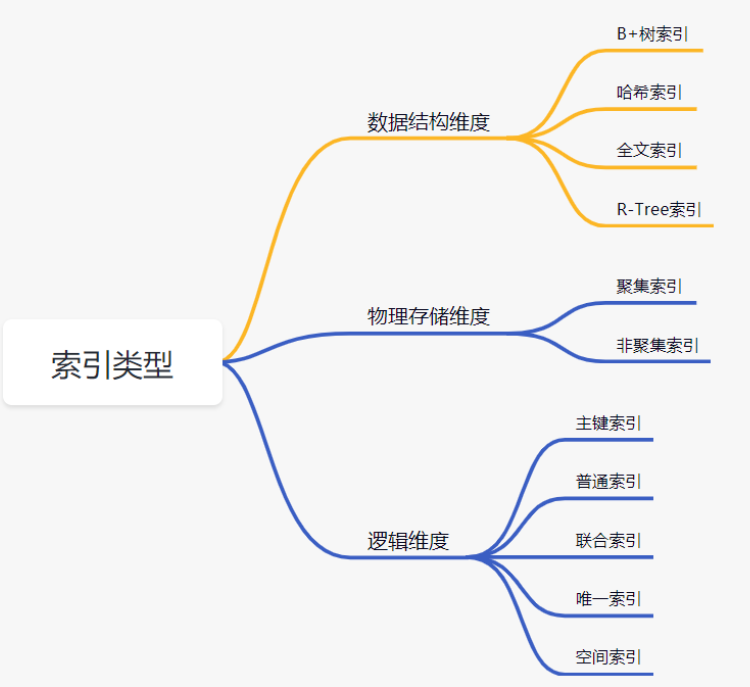 索引类型
数据结构维度
B+树索引
哈希索引
全文索引
R-Tree索引
物理存储维度
聚集索引
非聚集索引
逻辑维度
主键索引
普通索引
联合索引
唯一索引
空间索引